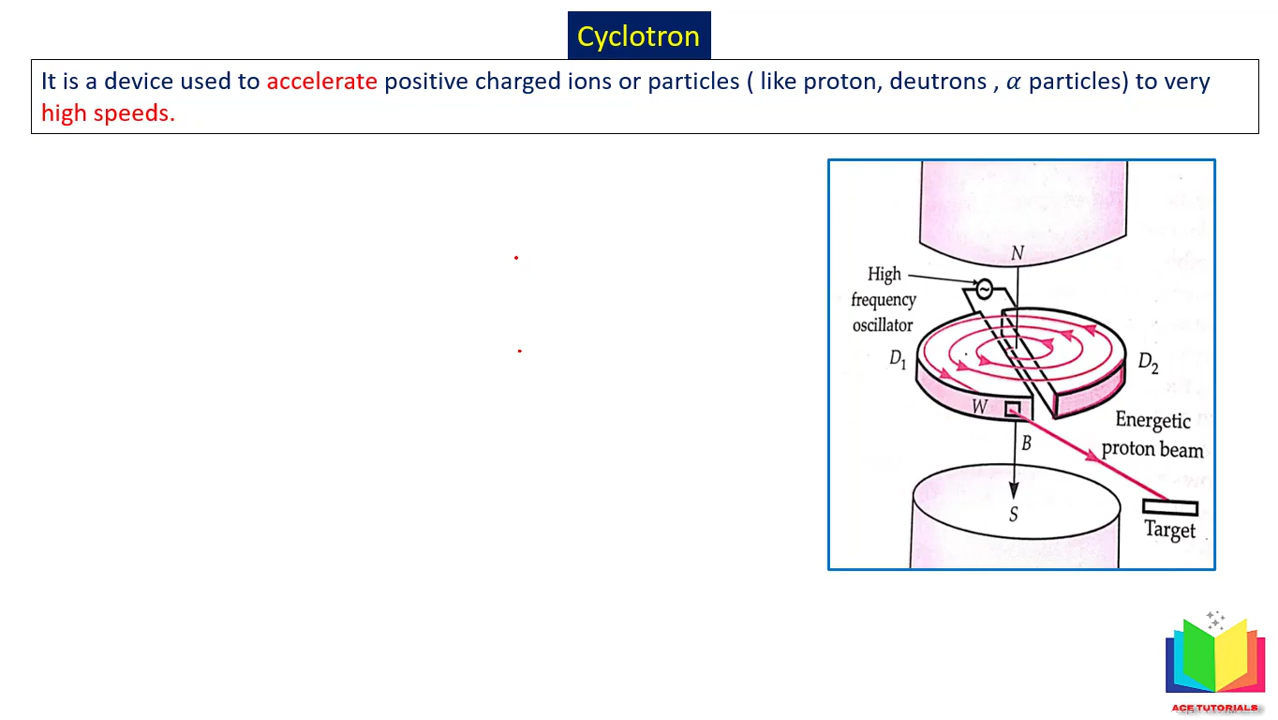 Cyclotron
It is a device used to accelerate positive charged ions or particles ( like proton, deutrons , α particles) to very
high speeds.
N
High
frequency
oscillator
D1
D2
W
Energetic
proton beam
B
S
Target
ACE TUTORIALS